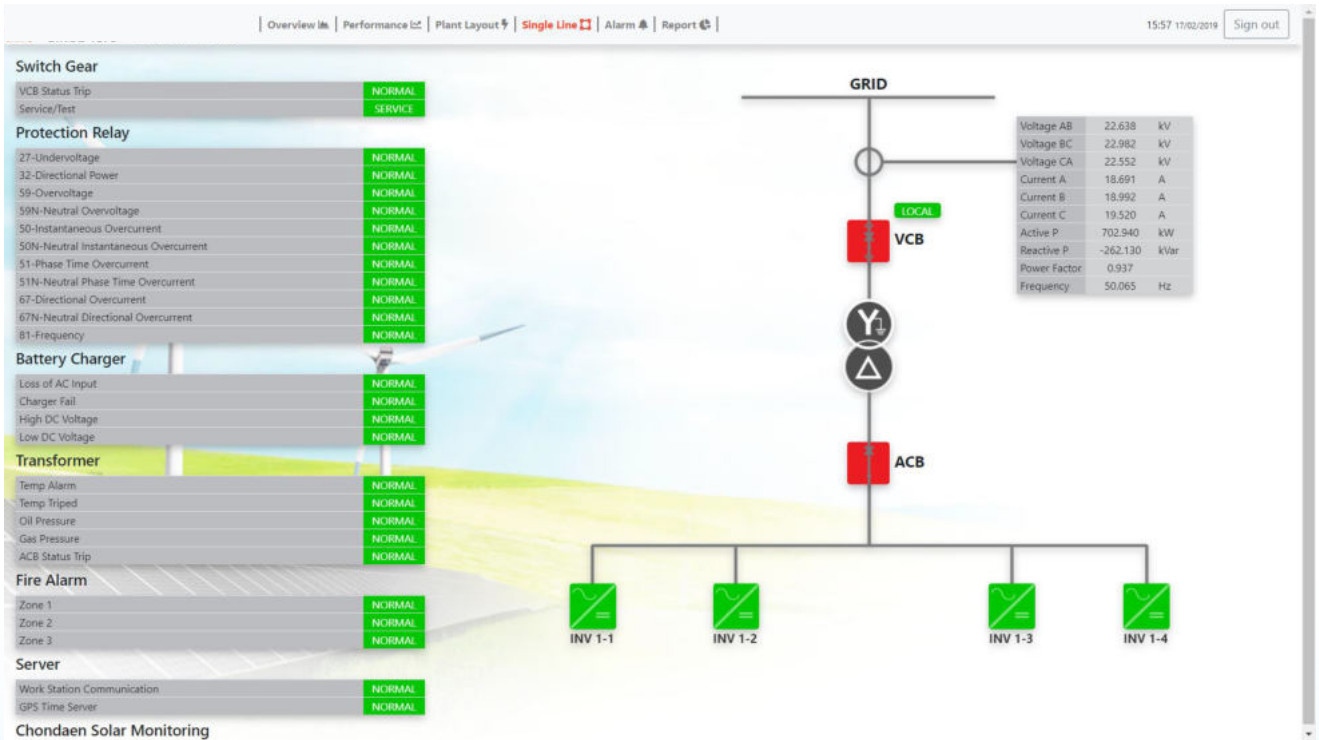 Overview Performance Plant Layout Single Line Alarm Report 15:57 17/02/2019 Sign out
Switch Gear
VCB Status Trip NORMAL
Service/Test SERVICE
Protection Relay
27-Undervoltage NORMAL
32-Directional Power NORMAL
59-Overvoltage NORMAL
59N-Neutral Overvoltage NORMAL
50-Instantaneous Overcurrent NORMAL
50N-Neutral Instantaneous Overcurrent NORMAL
51-Phase Time Overcurrent NORMAL
51N-Neutral Phase Time Overcurrent NORMAL
67-Directional Overcurrent NORMAL
67N-Neutral Directional Overcurrent NORMAL
81-Frequency NORMAL
Battery Charger
Loss of AC Input NORMAL
Charger Fail NORMAL
High DC Voltage NORMAL
Low DC Voltage NORMAL
Transformer
Temp Alarm NORMAL
Temp Triped NORMAL
Oil Pressure NORMAL
Gas Pressure NORMAL
ACB Status Trip NORMAL
Fire Alarm
Zone 1 NORMAL
Zone 2 NORMAL
Zone 3 NORMAL
Server
Work Station Communication NORMAL
GPS Time Server NORMAL
Chondaen Solar Monitoring
GRID
Voltage AB 22.638 kV
Voltage BC 22.982 kV
Voltage CA 22.552 kV
Current A 18.691 A
Current B 18.992 A
Current C 19.520 A
Active P 702.940 kW
Reactive P -262.130 kVar
Power Factor 0.937
Frequency 50.065 Hz
LOCAL
VCB
Y
ACB
INV 1-1 INV 1-2 INV 1-3 INV 1-4